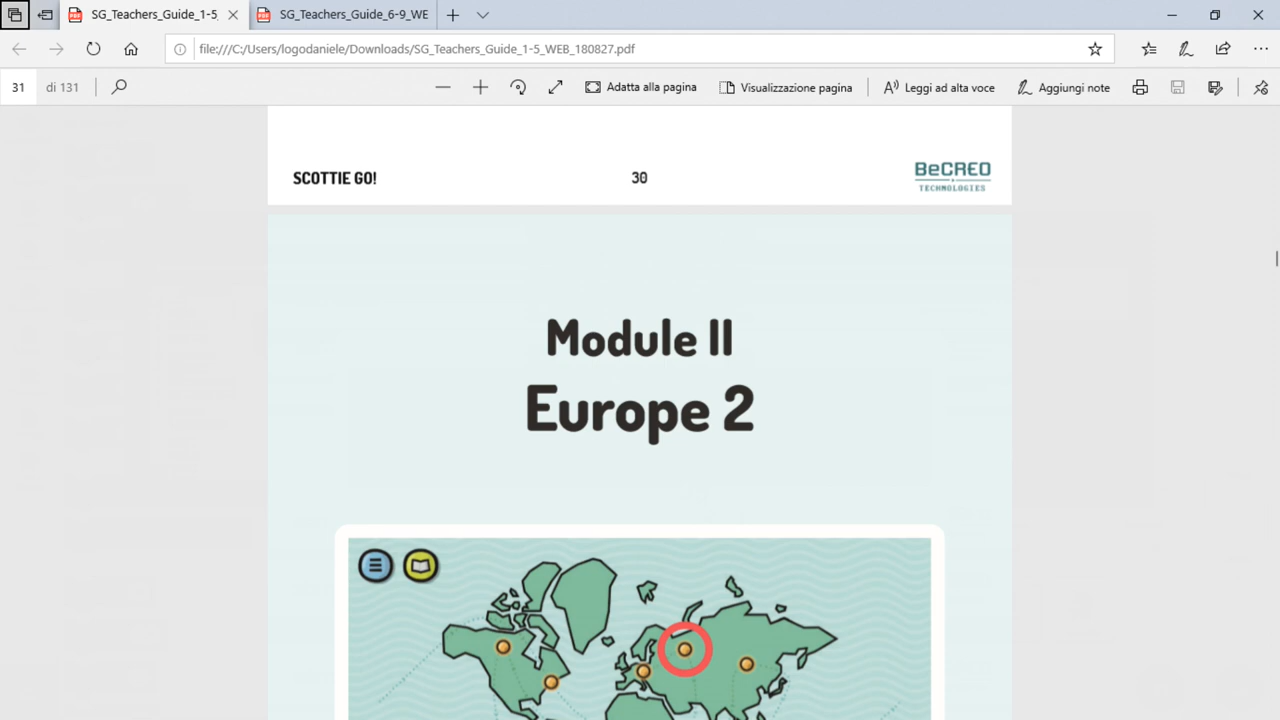 SG_Teachers_Guide_1-5_
SG_Teachers_Guide_6-9_WE
file:///C:/Users/logodaniele/Downloads/SG_Teachers_Guide_1-5_WEB_180827.pdf
31 di 131 Adatta alla pagina Visualizzazione pagina Leggi ad alta voce Aggiungi note
SCOTTIE GO! 30 BeCREO
TECHNOLOGIES
Module II
Europe 2